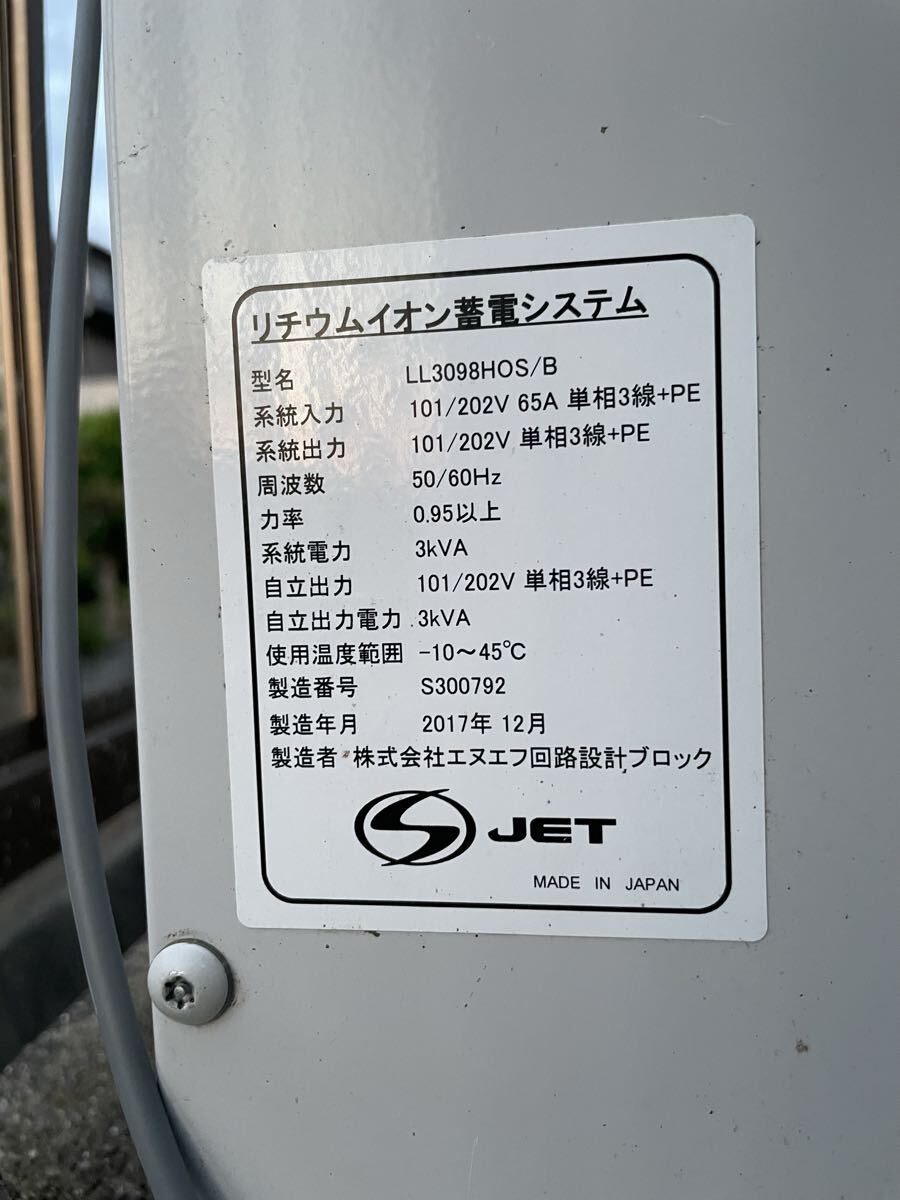 リチウムイオン蓄電システム
型名 LL3098HOS/B
系統入力 101/202V 65A 単相3線+PE
系統出力 101/202V 単相3線+PE
周波数 50/60Hz
力率 0.95以上
系統電力 3kVA
自立出力 101/202V 単相3線+PE
自立出力電力 3kVA
使用温度範囲 -10～45℃
製造番号 S300792
製造年月 2017年 12月
製造者 株式会社エヌエフ回路設計ブロック
S JET
MADE IN JAPAN